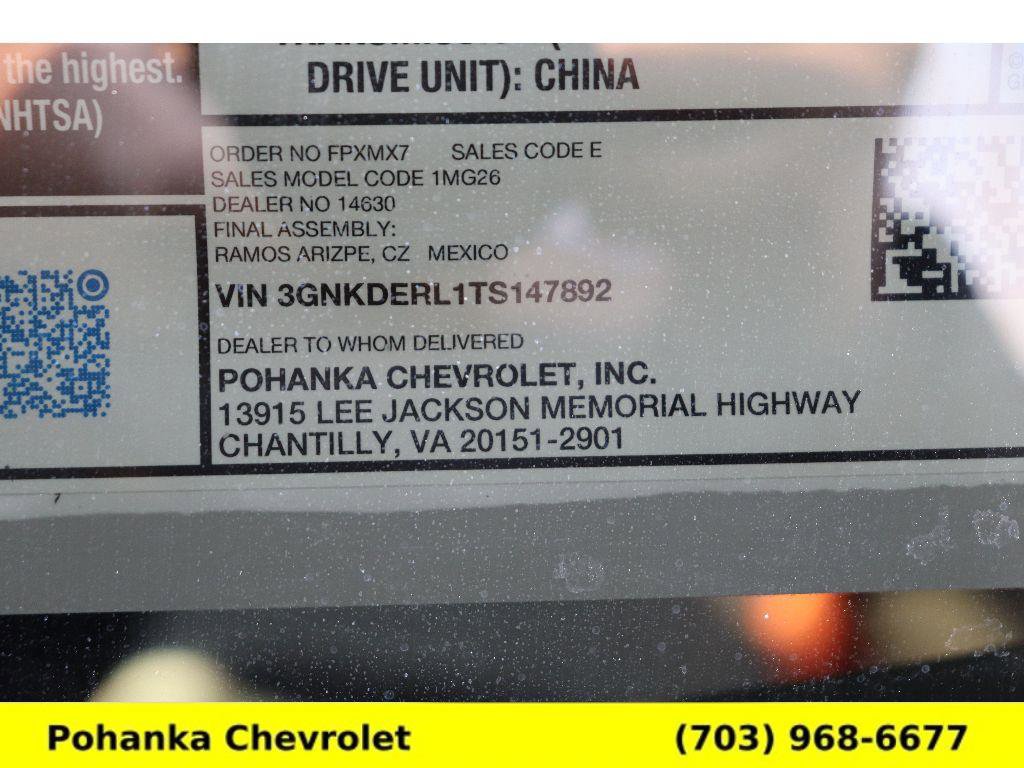 the highest.
NHTSA)
DRIVE UNIT): CHINA
ORDER NO FPXMX7 SALES CODE E
SALES MODEL CODE 1MG26
DEALER NO 14630
FINAL ASSEMBLY:
RAMOS ARIZPE, CZ MEXICO
VIN 3GNKDERL1TS147892
DEALER TO WHOM DELIVERED
POHANKA CHEVROLET, INC.
13915 LEE JACKSON MEMORIAL HIGHWAY
CHANTILLY, VA 20151-2901
Pohanka Chevrolet (703) 968-6677